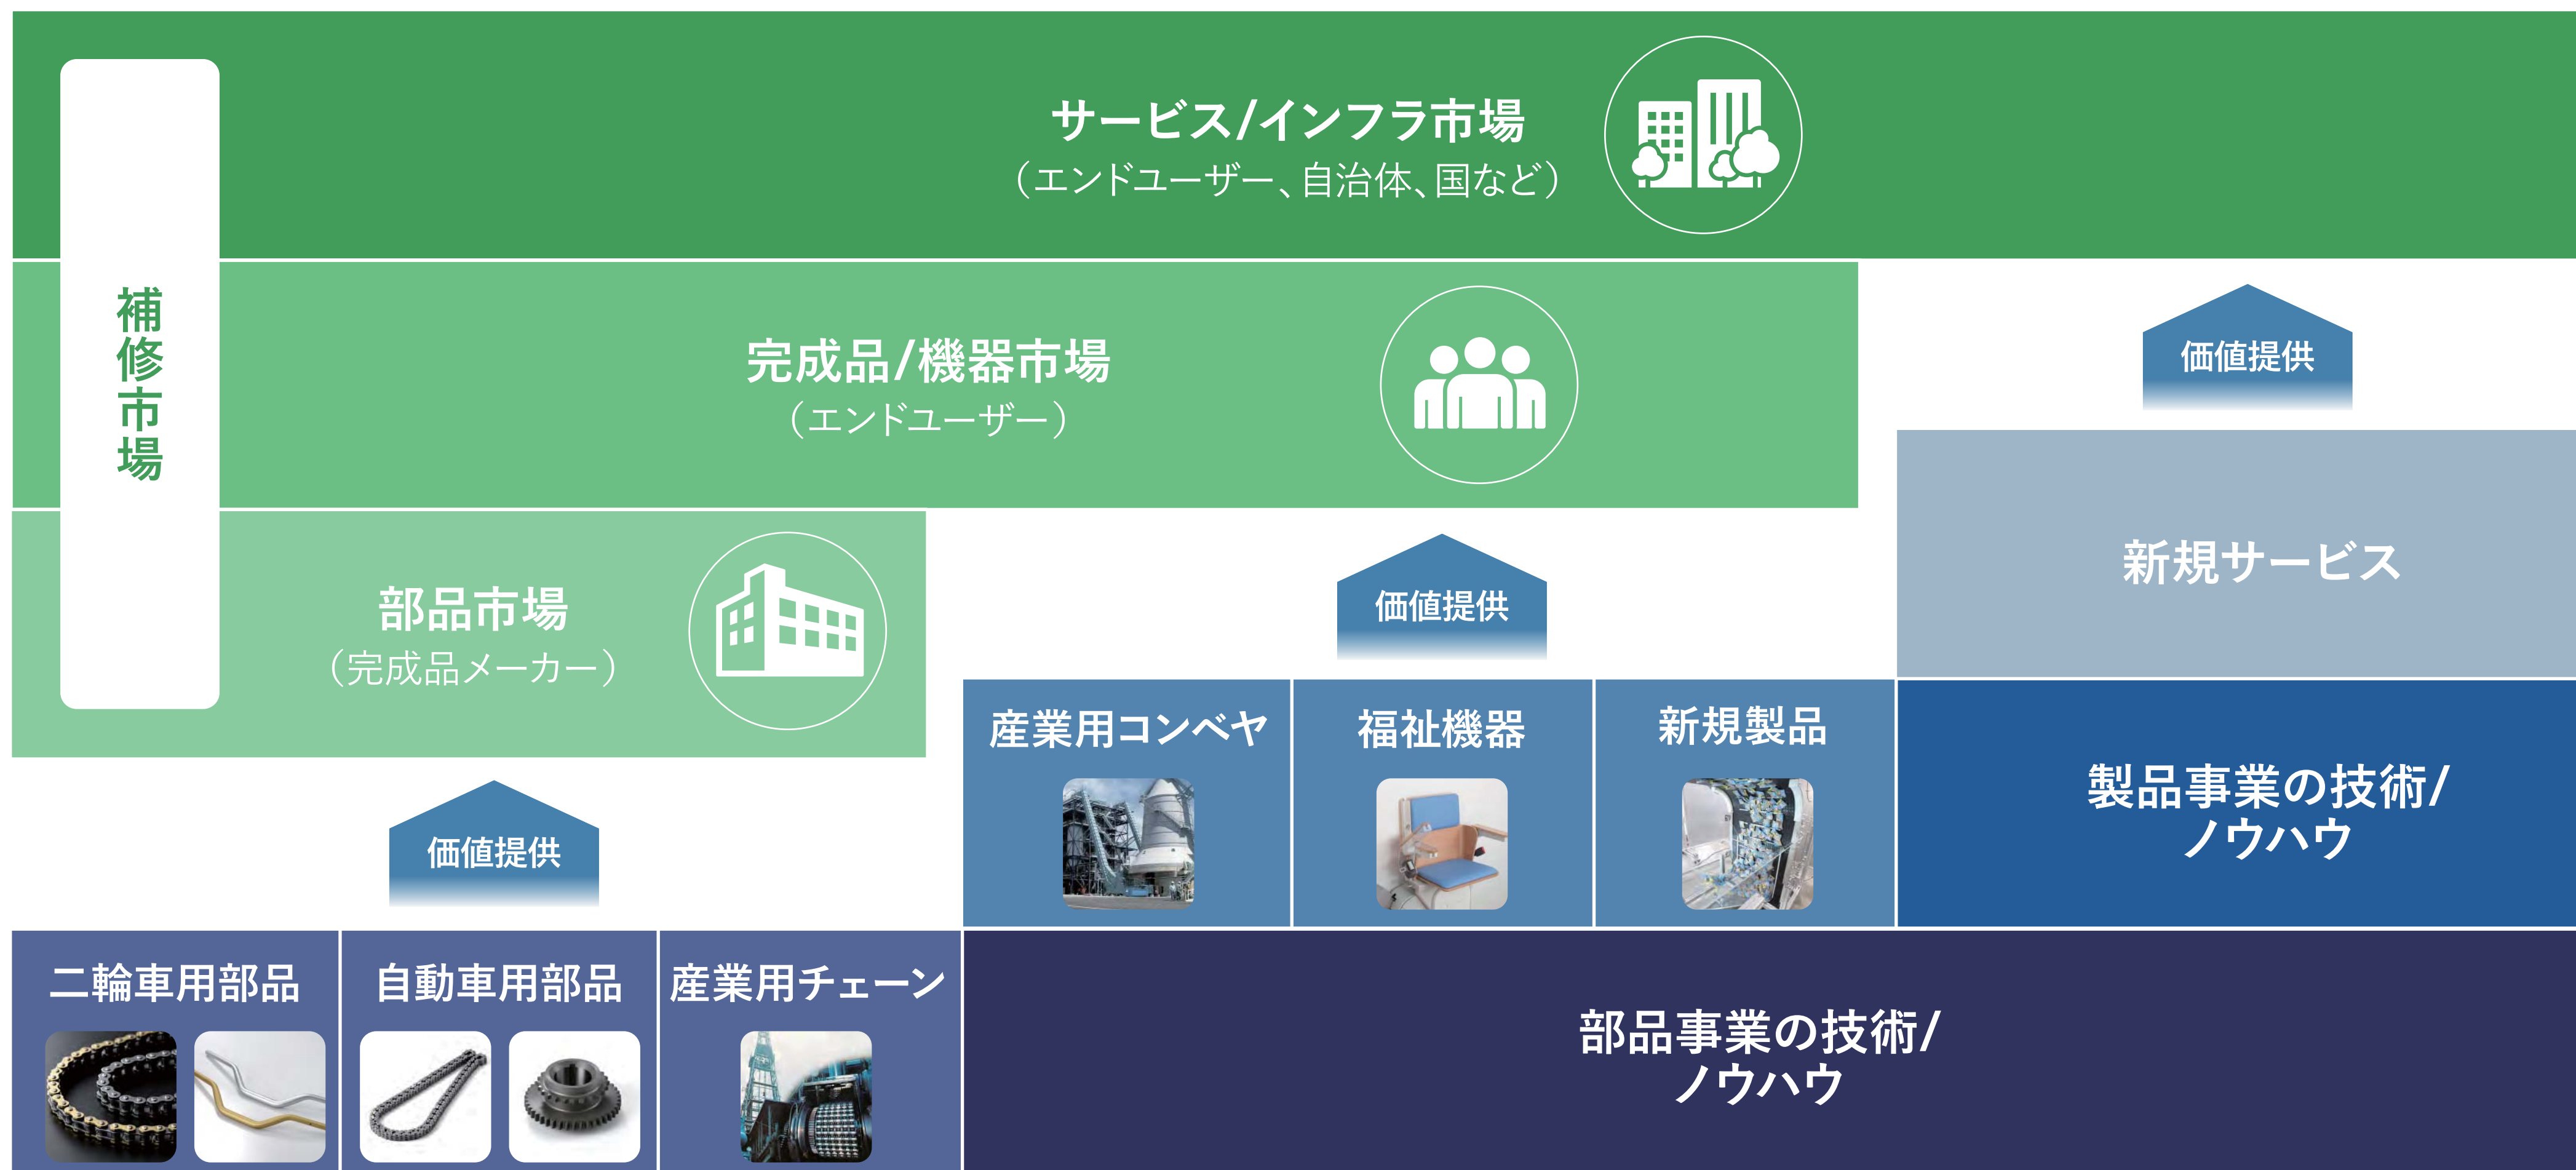 サービス/インフラ市場
（エンドユーザー、自治体、国など）
補修市場
完成品/機器市場
（エンドユーザー）
価値提供
部品市場
（完成品メーカー）
価値提供
新規サービス
価値提供
産業用コンベヤ
福祉機器
新規製品
製品事業の技術/
ノウハウ
二輪車用部品
自動車用部品
産業用チェーン
部品事業の技術/
ノウハウ